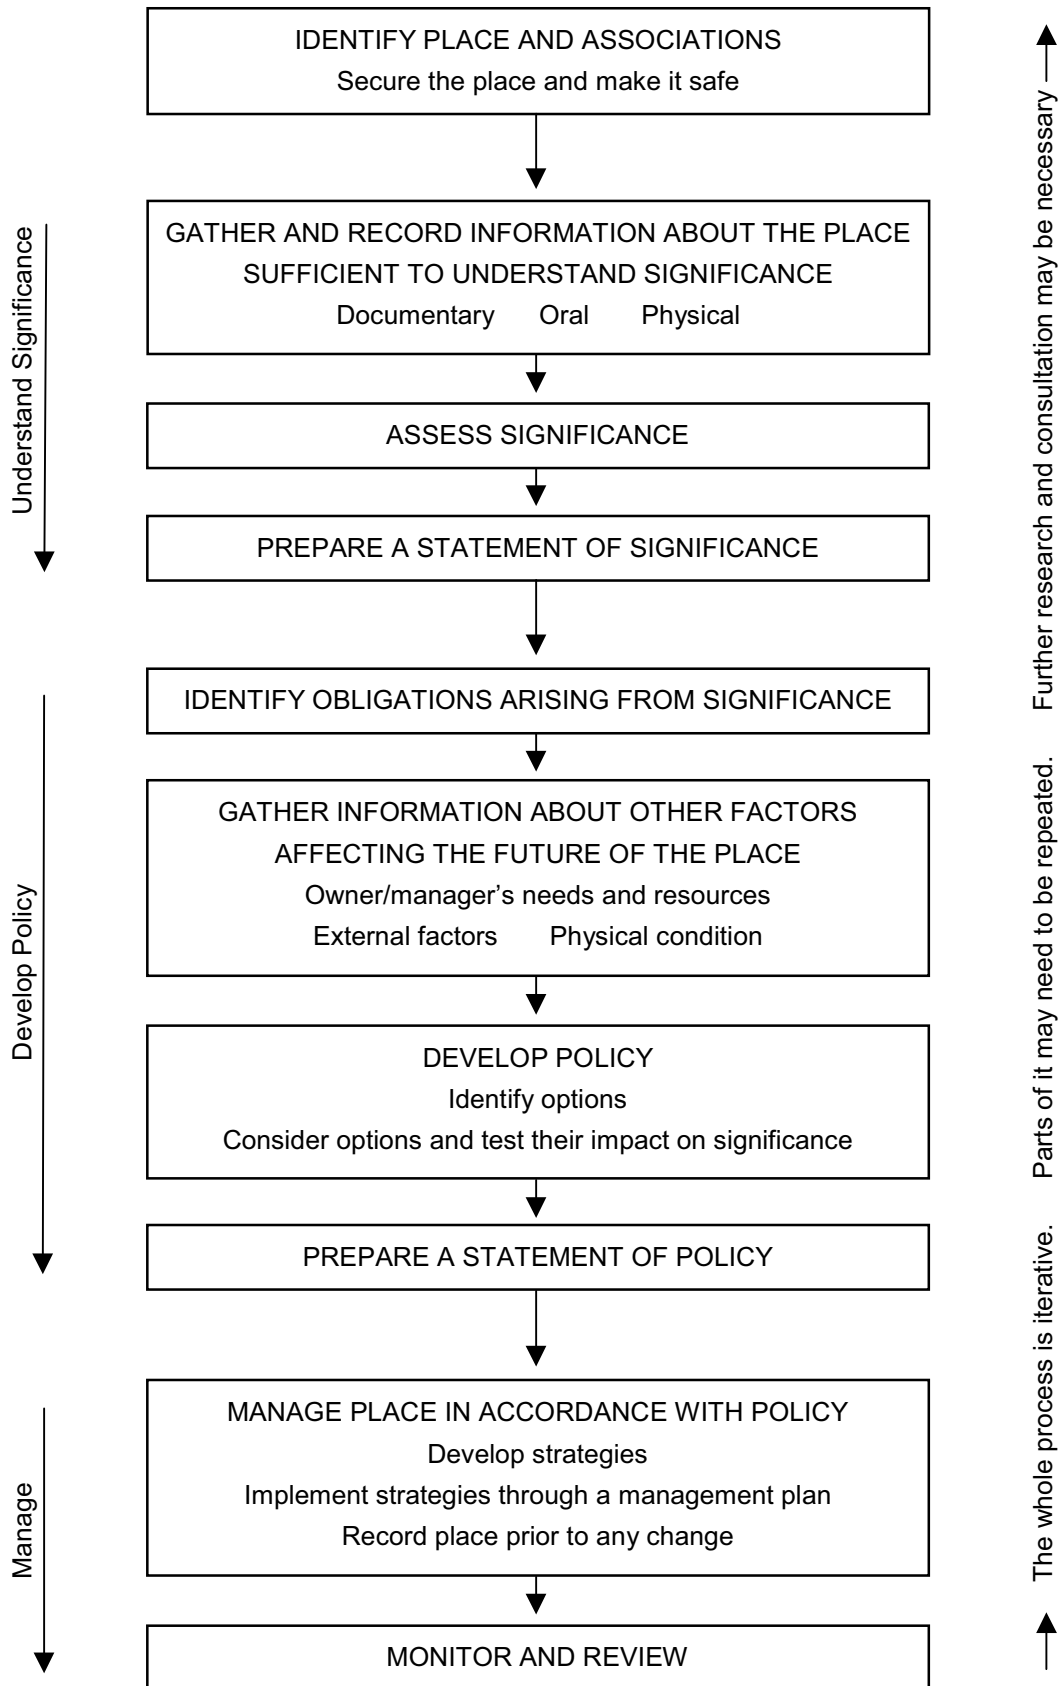 IDENTIFY PLACE AND ASSOCIATIONS
Secure the place and make it safe
GATHER AND RECORD INFORMATION ABOUT THE PLACE
SUFFICIENT TO UNDERSTAND SIGNIFICANCE
Documentary Oral Physical
ASSESS SIGNIFICANCE
PREPARE A STATEMENT OF SIGNIFICANCE
Understand Significance
IDENTIFY OBLIGATIONS ARISING FROM SIGNIFICANCE
GATHER INFORMATION ABOUT OTHER FACTORS
AFFECTING THE FUTURE OF THE PLACE
Owner/manager’s needs and resources
External factors Physical condition
DEVELOP POLICY
Identify options
Consider options and test their impact on significance
PREPARE A STATEMENT OF POLICY
Develop Policy
MANAGE PLACE IN ACCORDANCE WITH POLICY
Develop strategies
Implement strategies through a management plan
Record place prior to any change
MONITOR AND REVIEW
Manage
The whole process is iterative. Parts of it may need to be repeated. Further research and consultation may be necessary